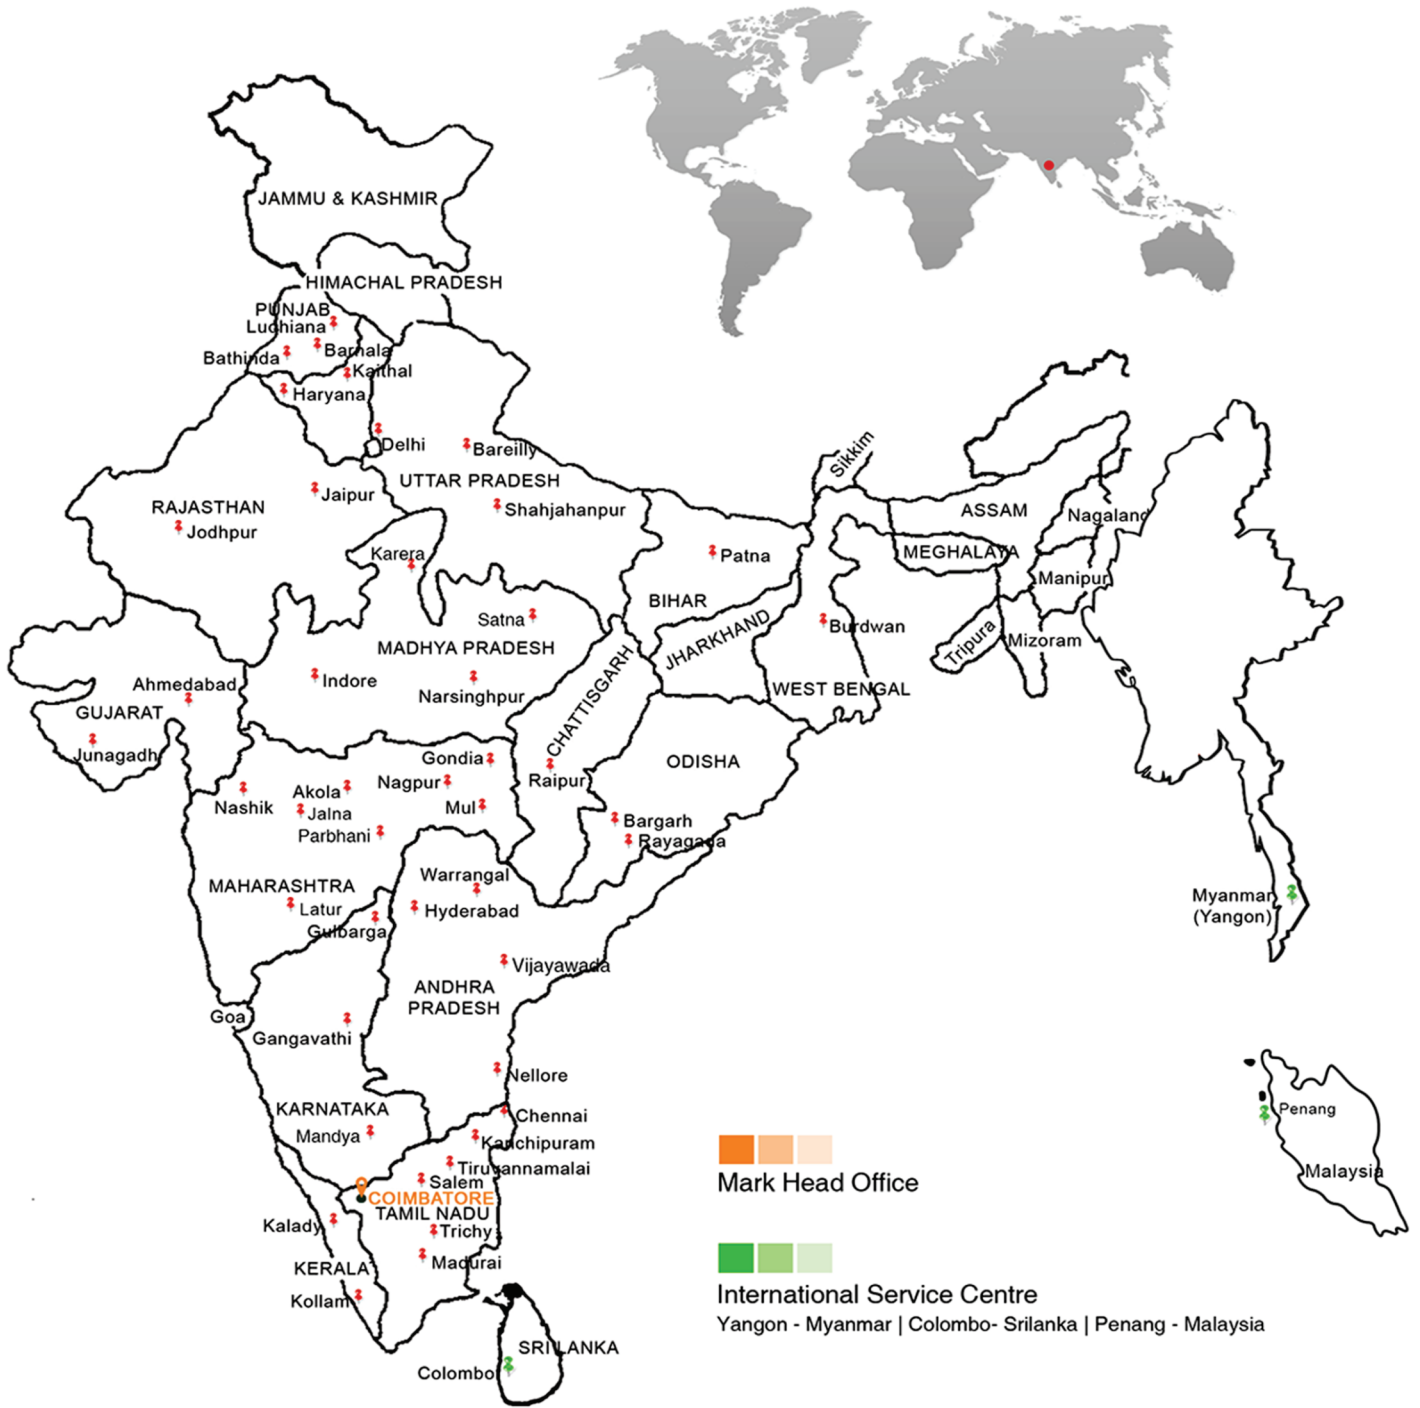 JAMMU & KASHMIR
HIMACHAL PRADESH
PUNJAB
Ludhiana
Barnala
Bathinda
Kaithal
Haryana
Delhi
Bareilly
UTTAR PRADESH
Sikkim
RAJASTHAN
Jaipur
Shahjahanpur
ASSAM
Nagaland
Jodhpur
Karera
Patna
MEGHALAYA
Manipur
BIHAR
Satna
JHARKHAND
Burdwan
Tripura
Mizoram
MADHYA PRADESH
Indore
Narsinghpur
CHATTISGARH
WEST BENGAL
Ahmedabad
GUJARAT
Junagadh
Gondia
ODISHA
Nagpur
Raipur
Akola
Nashik
Jalna
Mul
Parbhani
Bargarh
Rayagada
Warrangal
MAHARASHTRA
Latur
Hyderabad
Gulbarga
Myanmar
(Yangon)
Vijayawada
ANDHRA
PRADESH
Goa
Gangavathi
Nellore
KARNATAKA
Chennai
Penang
Mandya
Kanchipuram
Tiruvannamalai
Malaysia
Salem
COIMBATORE
TAMIL NADU
Kalady
Trichy
Madurai
KERALA
Kollam
SRI LANKA
Colombo
Mark Head Office
International Service Centre
Yangon - Myanmar | Colombo- Srilanka | Penang - Malaysia